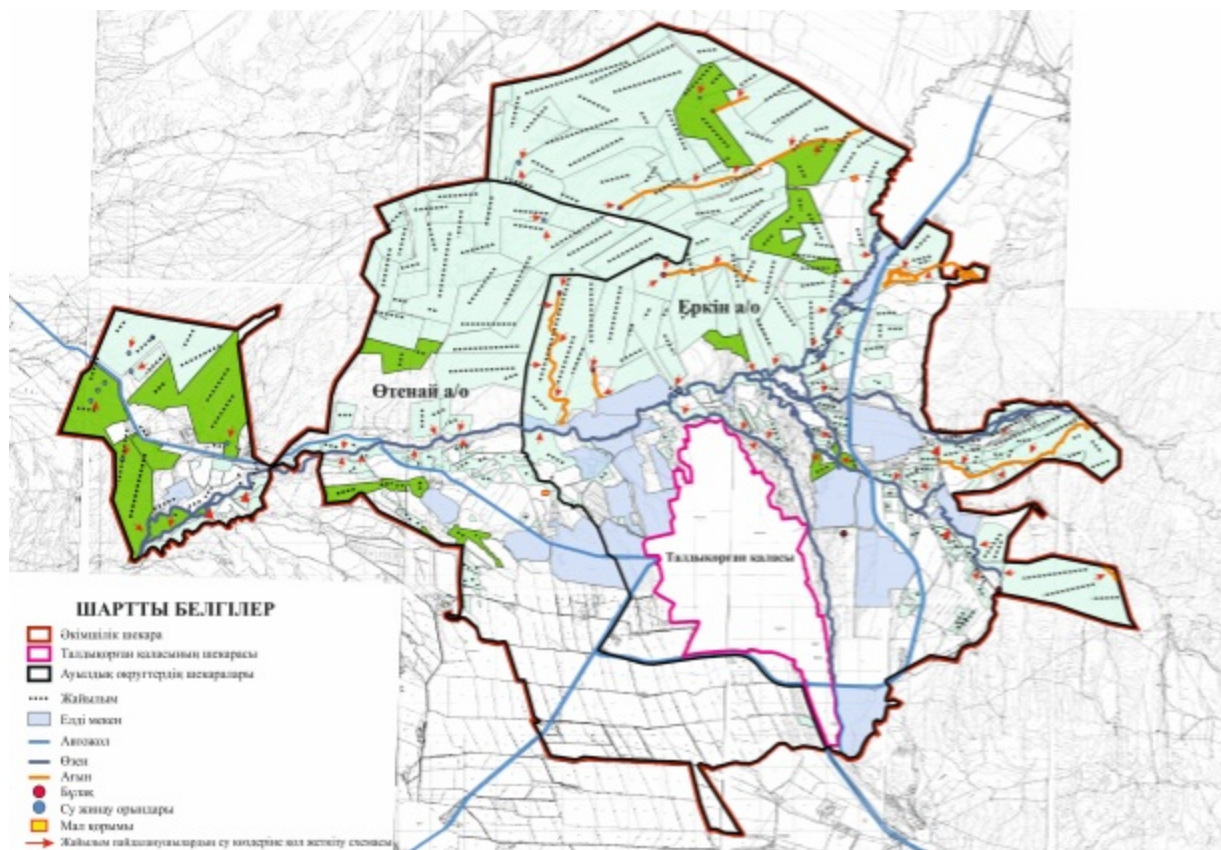 Еркін а/о
Өтенай а/о
Талдықорған қаласы
ШАРТТЫ БЕЛГІЛЕР
Әкімшілік шекара
Талдықорған қаласының шекарасы
Ауылдық округтердің шекаралары
Жайылым
Елді мекен
Автожол
Өзен
Ағын
Бұлақ
Су жинау орындары
Мал қорымы
Жайылым пайдаланушылардың су көздеріне қол жеткізу схемасы